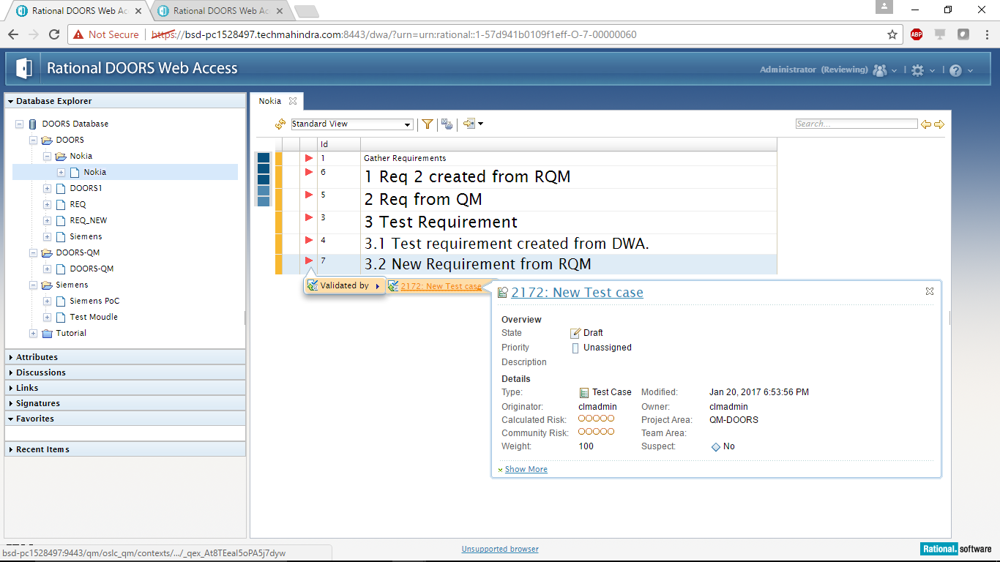 Rational DOORS Web Ac
Rational DOORS Web Ac
Not Secure
https://bsd-pc1528497.techmahindra.com:8443/dwa/?urn=urn:rational::1-57d941b0109f1eff-O-7-00000060
ABP
Rational DOORS Web Access
Administrator (Reviewing)
Database Explorer
DOORS Database
DOORS
Nokia
Nokia
DOORS1
REQ
REQ_NEW
Siemens
DOORS-QM
DOORS-QM
Siemens
Siemens PoC
Test Moudle
Tutorial
Attributes
Discussions
Links
Signatures
Favorites
Recent Items
Nokia
Standard View
Search...
Id
1 Gather Requirements
6 1 Req 2 created from RQM
5 2 Req from QM
3 3 Test Requirement
4 3.1 Test requirement created from DWA.
7 3.2 New Requirement from RQM
Validated by
2172: New Test case
2172: New Test case
Overview
State Draft
Priority Unassigned
Description
Details
Type: Test Case Modified: Jan 20, 2017 6:53:56 PM
Originator: clmadmin Owner: clmadmin
Calculated Risk: Project Area: QM-DOORS
Community Risk: Team Area:
Weight: 100 Suspect: No
Show More
bsd-pc1528497:9443/qm/oslc_qm/contexts/.../_qex_At8TEeaI5oPA5j7dyw
Unsupported browser
Rational. software